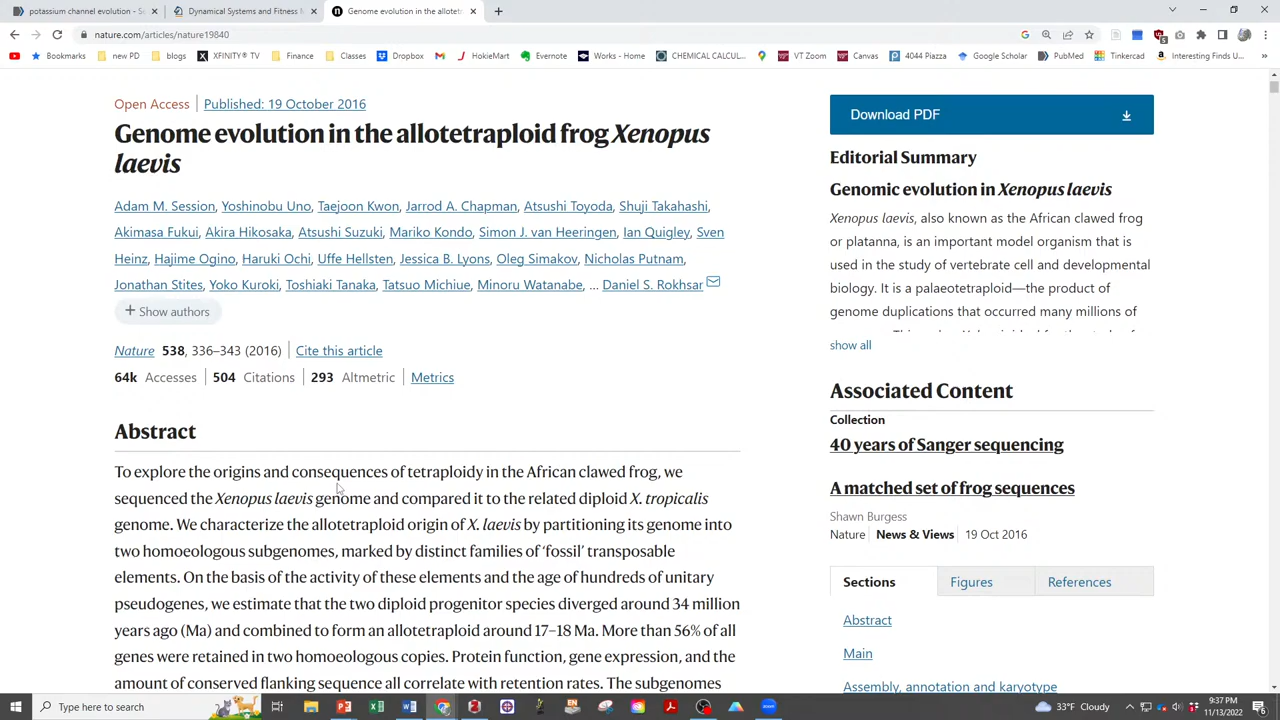 potassium channel evolution - S
Dynamical Systems and Fitness M
Genome evolution in the allotet
nature.com/articles/nature19840
Bookmarks
new PD
blogs
XFINITY® TV
Finance
Classes
Dropbox
HokieMart
Evernote
Works - Home
CHEMICAL CALCUL...
VT Zoom
Canvas
4044 Piazza
Google Scholar
PubMed
Tinkercad
Interesting Finds U...
Open Access
Published: 19 October 2016
Genome evolution in the allotetraploid frog Xenopus
laevis
Adam M. Session, Yoshinobu Uno, Taejoon Kwon, Jarrod A. Chapman, Atsushi Toyoda, Shuji Takahashi,
Akimasa Fukui, Akira Hikosaka, Atsushi Suzuki, Mariko Kondo, Simon J. van Heeringen, Ian Quigley, Sven
Heinz, Hajime Ogino, Haruki Ochi, Uffe Hellsten, Jessica B. Lyons, Oleg Simakov, Nicholas Putnam,
Jonathan Stites, Yoko Kuroki, Toshiaki Tanaka, Tatsuo Michiue, Minoru Watanabe, ... Daniel S. Rokhsar
+ Show authors
Nature 538, 336–343 (2016)
Cite this article
64k Accesses
504 Citations
293 Altmetric
Metrics
Abstract
To explore the origins and consequences of tetraploidy in the African clawed frog, we
sequenced the Xenopus laevis genome and compared it to the related diploid X. tropicalis
genome. We characterize the allotetraploid origin of X. laevis by partitioning its genome into
two homoeologous subgenomes, marked by distinct families of ‘fossil’ transposable
elements. On the basis of the activity of these elements and the age of hundreds of unitary
pseudogenes, we estimate that the two diploid progenitor species diverged around 34 million
years ago (Ma) and combined to form an allotetraploid around 17–18 Ma. More than 56% of all
genes were retained in two homoeologous copies. Protein function, gene expression, and the
amount of conserved flanking sequence all correlate with retention rates. The subgenomes
Download PDF
Editorial Summary
Genomic evolution in Xenopus laevis
Xenopus laevis, also known as the African clawed frog
or platanna, is an important model organism that is
used in the study of vertebrate cell and developmental
biology. It is a palaeotetraploid—the product of
genome duplications that occurred many millions of
show all
Associated Content
Collection
40 years of Sanger sequencing
A matched set of frog sequences
Shawn Burgess
Nature
News & Views
19 Oct 2016
Sections
Figures
References
Abstract
Main
Assembly, annotation and karyotype
Type here to search
33°F Cloudy
9:37 PM
11/13/2022